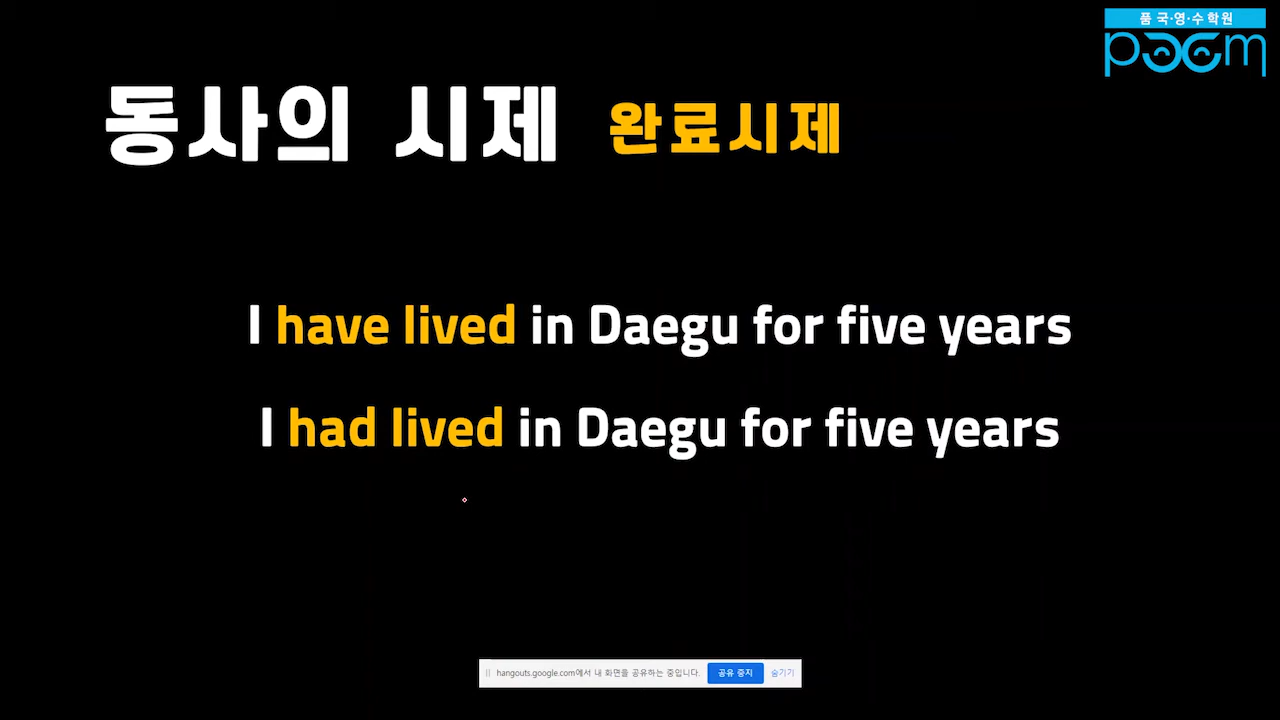 품 국·영·수 학원
poem
동사의 시제 완료시제
I have lived in Daegu for five years
I had lived in Daegu for five years
hangouts.google.com에서 내 화면을 공유하는 중입니다. 공유 중지 숨기기